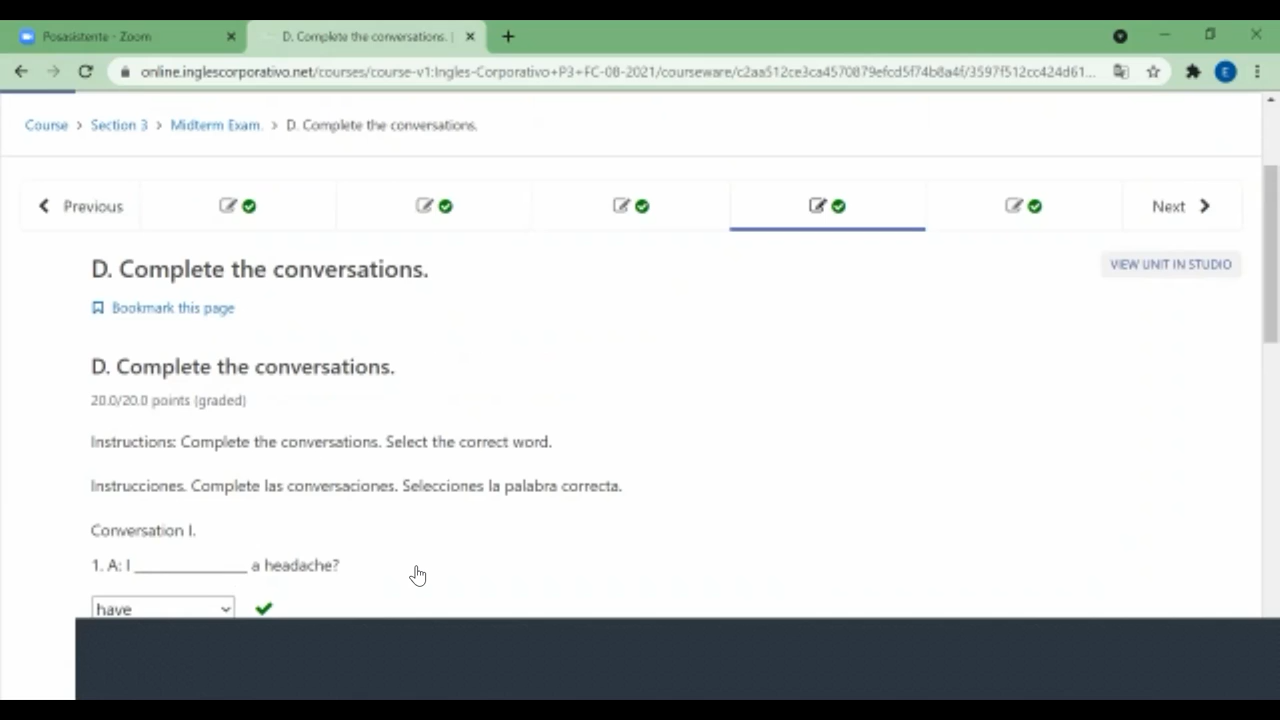 Posasistente - Zoom
D. Complete the conversations. |
online.inglescorporativo.net/courses/course-v1:Ingles-Corporativo+P3+FC-08-2021/courseware/c2aa512ce3ca4570879efcd5f74b8a4f/3597f512cc424d61...
E
Course > Section 3 > Midterm Exam. > D. Complete the conversations.
Previous
Next
D. Complete the conversations.
VIEW UNIT IN STUDIO
Bookmark this page
D. Complete the conversations.
20.0/20.0 points (graded)
Instructions: Complete the conversations. Select the correct word.
Instrucciones. Complete las conversaciones. Selecciones la palabra correcta.
Conversation I.
1. A: I _____________ a headache?
have